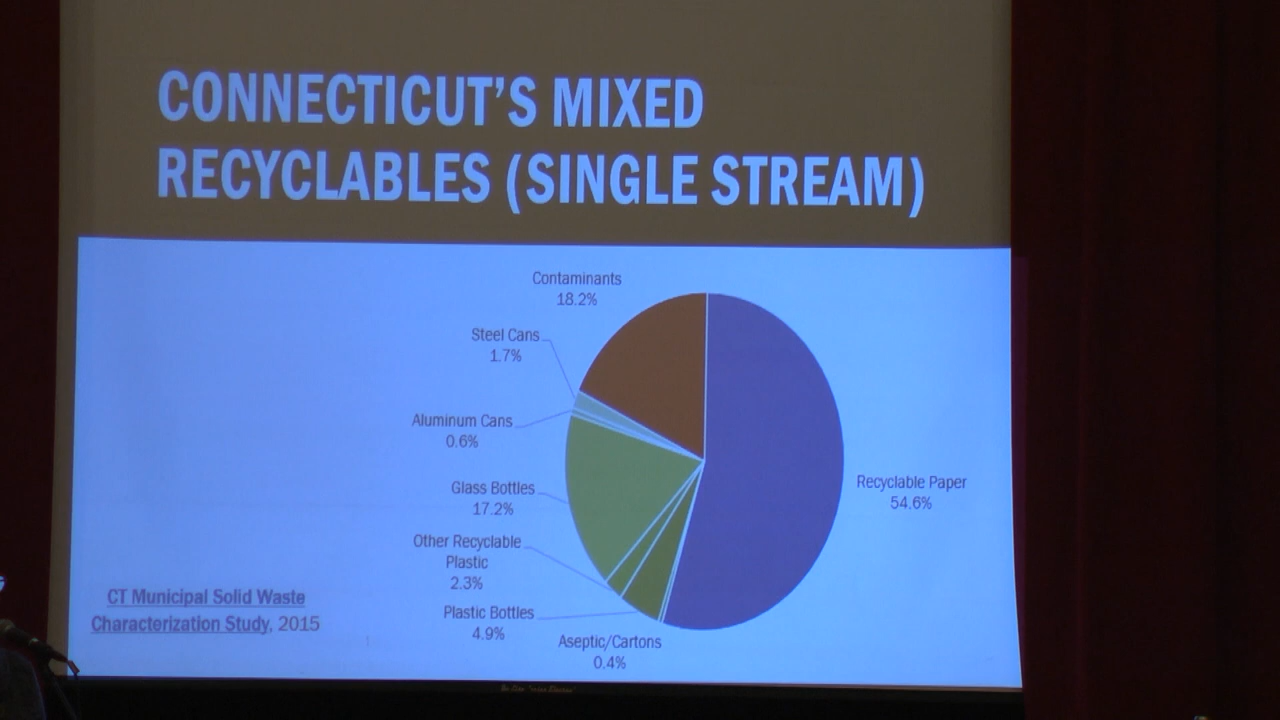 CONNECTICUT'S MIXED
RECYCLABLES (SINGLE STREAM)
Contaminants
18.2%
Steel Cans
1.7%
Aluminum Cans
0.6%
Glass Bottles
17.2%
Other Recyclable
Plastic
2.3%
Plastic Bottles
4.9%
Aseptic/Cartons
0.4%
Recyclable Paper
54.6%
CT Municipal Solid Waste
Characterization Study, 2015